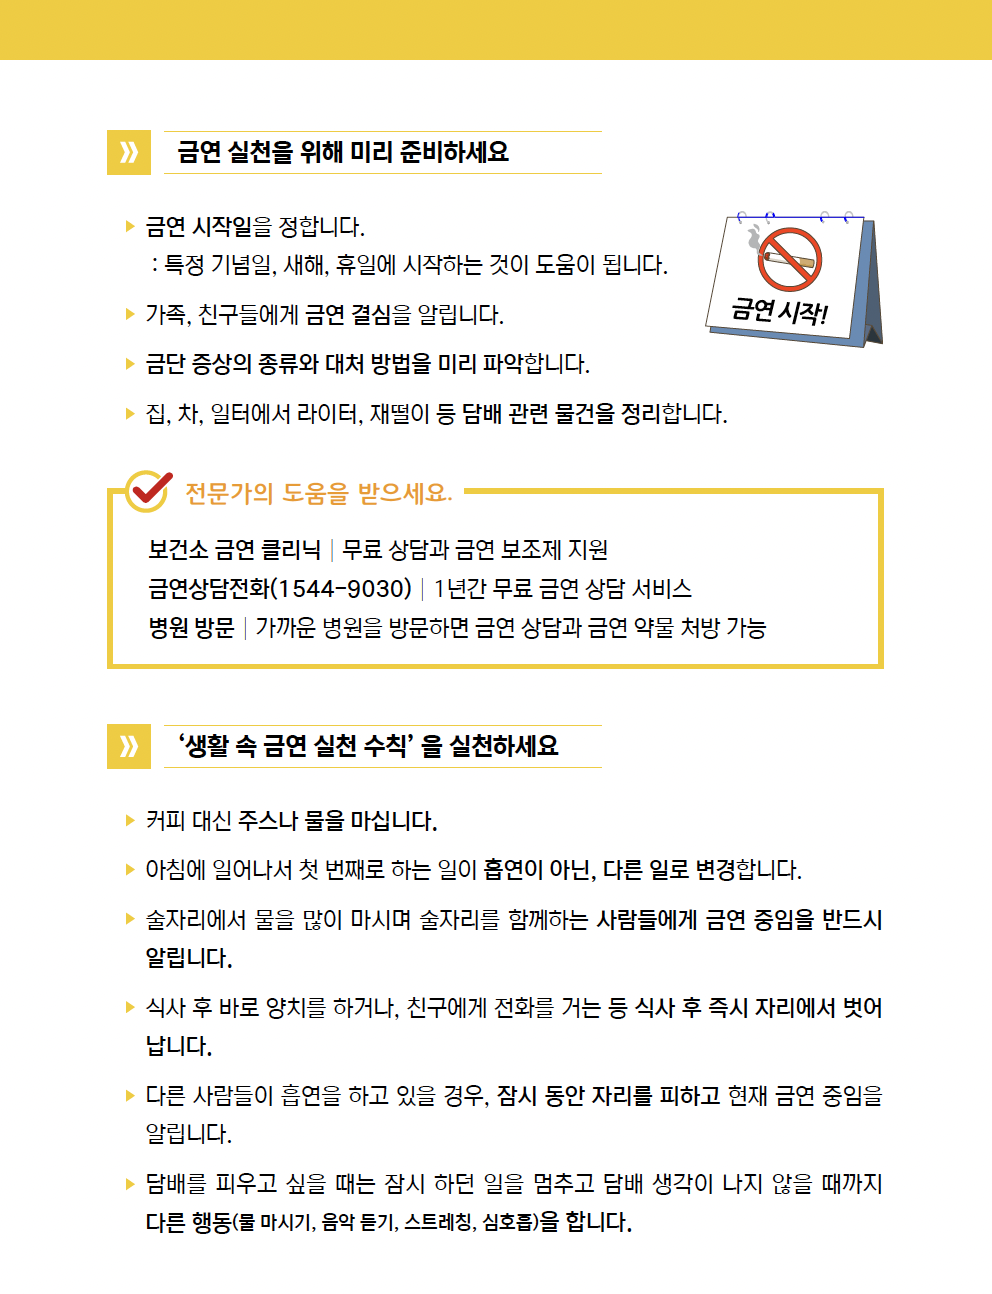 금연 실천을 위해 미리 준비하세요
금연 시작일을 정합니다.
: 특정 기념일, 새해, 휴일에 시작하는 것이 도움이 됩니다.
가족, 친구들에게 금연 결심을 알립니다.
금단 증상의 종류와 대처 방법을 미리 파악합니다.
집, 차, 일터에서 라이터, 재떨이 등 담배 관련 물건을 정리합니다.
금연 시작!
전문가의 도움을 받으세요.
보건소 금연 클리닉 | 무료 상담과 금연 보조제 지원
금연상담전화(1544-9030) | 1년간 무료 금연 상담 서비스
병원 방문 | 가까운 병원을 방문하면 금연 상담과 금연 약물 처방 가능
‘생활 속 금연 실천 수칙’ 을 실천하세요
커피 대신 주스나 물을 마십니다.
아침에 일어나서 첫 번째로 하는 일이 흡연이 아닌, 다른 일로 변경합니다.
술자리에서 물을 많이 마시며 술자리를 함께하는 사람들에게 금연 중임을 반드시
알립니다.
식사 후 바로 양치를 하거나, 친구에게 전화를 거는 등 식사 후 즉시 자리에서 벗어
납니다.
다른 사람들이 흡연을 하고 있을 경우, 잠시 동안 자리를 피하고 현재 금연 중임을
알립니다.
담배를 피우고 싶을 때는 잠시 하던 일을 멈추고 담배 생각이 나지 않을 때까지
다른 행동(물 마시기, 음악 듣기, 스트레칭, 심호흡)을 합니다.